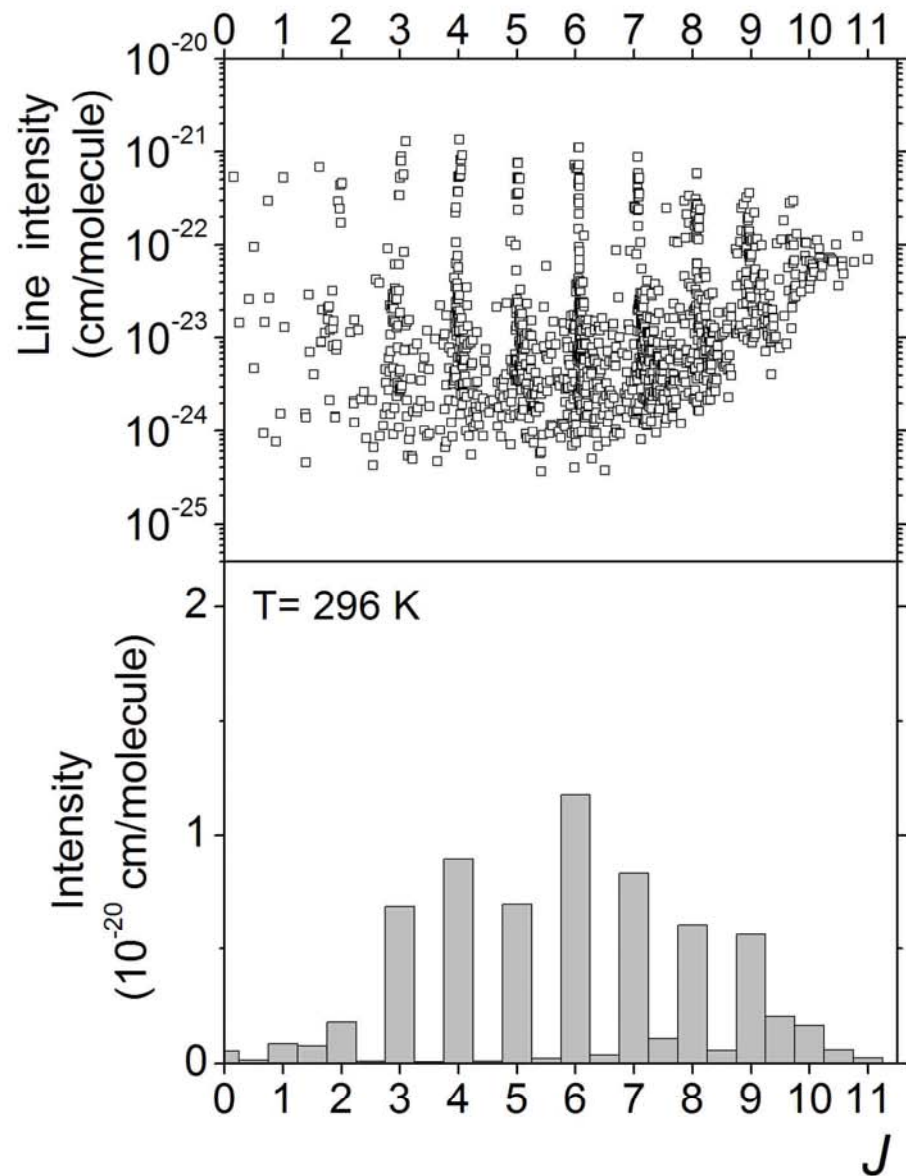 0 1 2 3 4 5 6 7 8 9 10 11
10-20
10-21
10-22
10-23
10-24
10-25
Line intensity
(cm/molecule)
T= 296 K
2
1
0
Intensity
(10-20 cm/molecule)
0 1 2 3 4 5 6 7 8 9 10 11
J